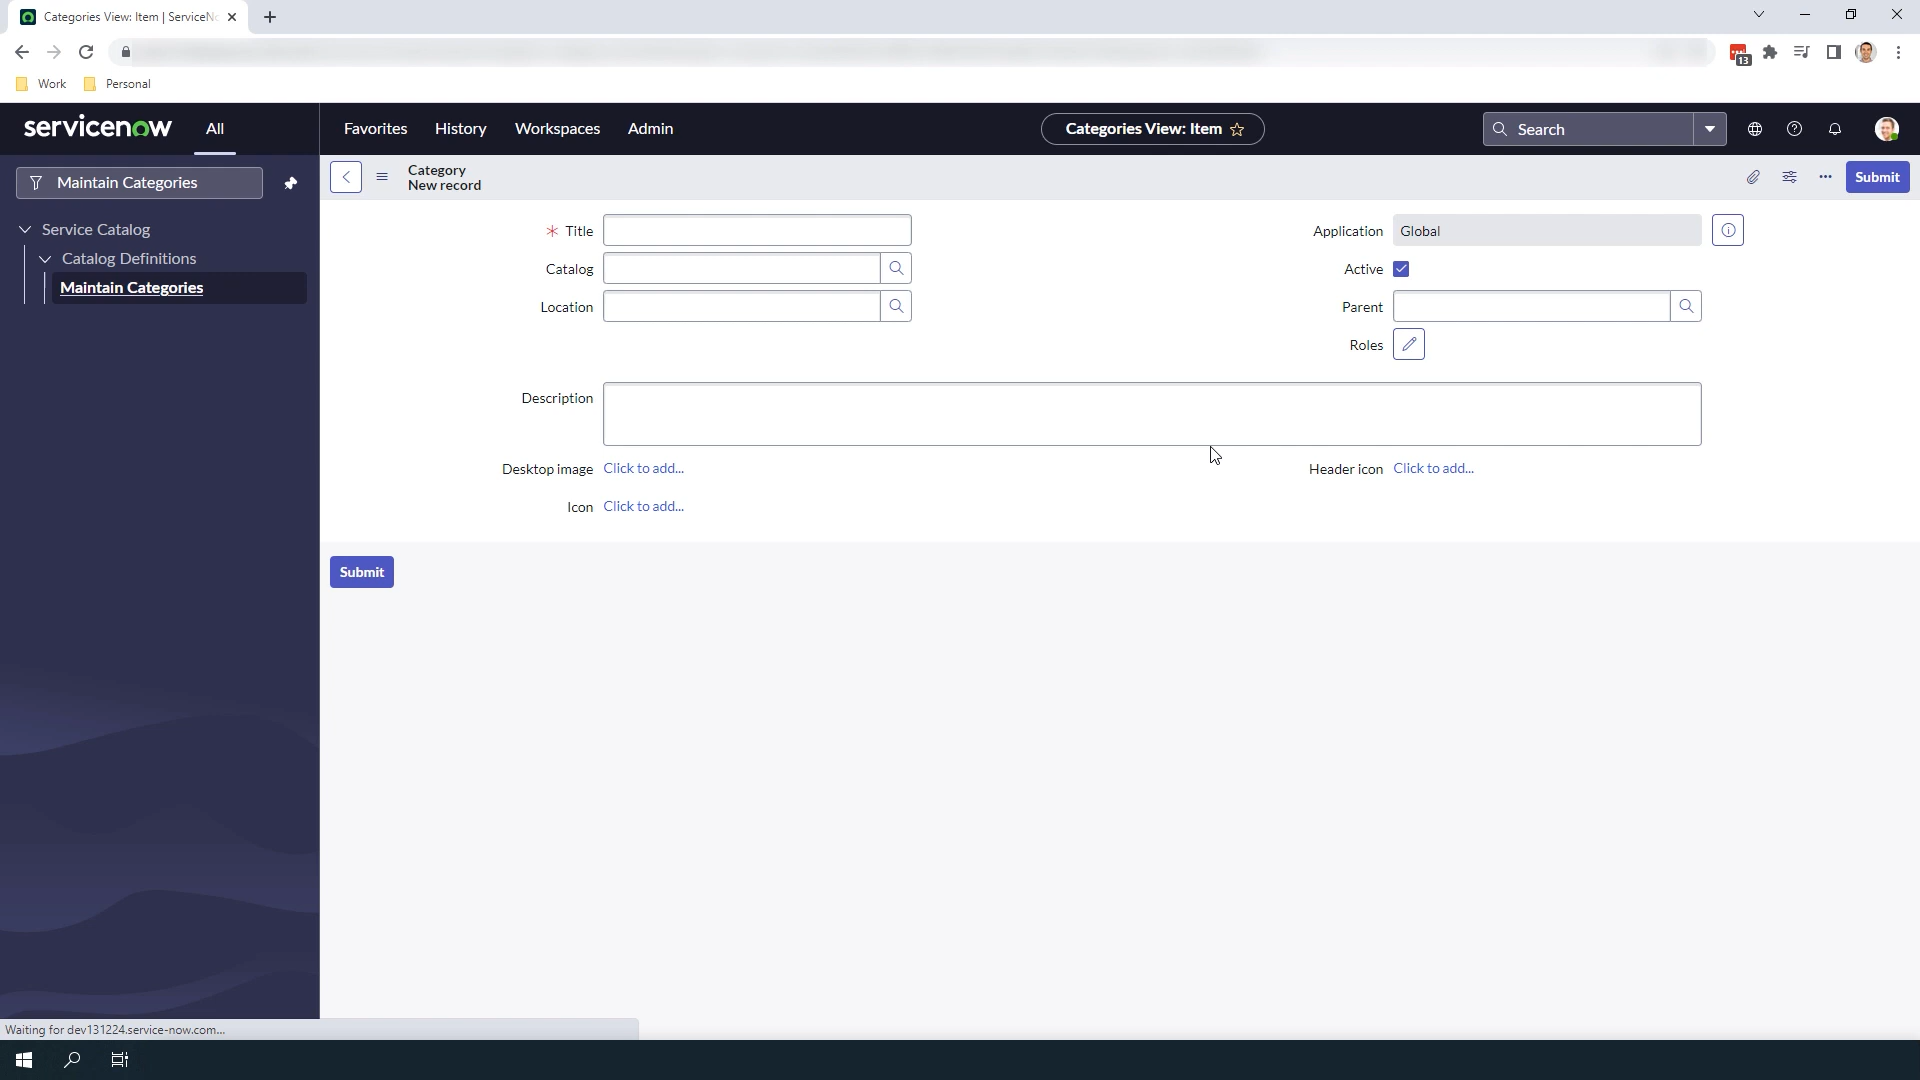 Categories View: Item | ServiceNo
Work
Personal
13
servicenow
All
Favorites
History
Workspaces
Admin
Categories View: Item
Search
Maintain Categories
Category
New record
Submit
Service Catalog
Catalog Definitions
Maintain Categories
Title
Application
Global
Catalog
Active
Location
Parent
Roles
Description
Desktop image
Click to add...
Header icon
Click to add...
Icon
Click to add...
Submit
Waiting for dev131224.service-now.com...